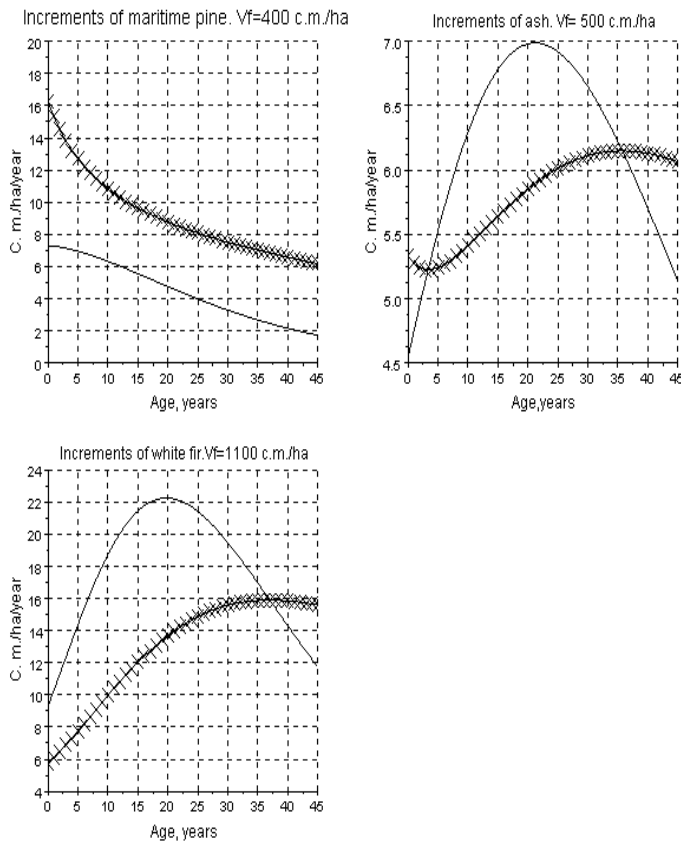 Increments of maritime pine. Vf=400 c.m./ha
20
18
16
14
12
10
8
6
4
2
0
C. m./ha/year
0 5 10 15 20 25 30 35 40 45
Age, years
Increments of ash. Vf= 500 c.m./ha
7.0
6.5
6.0
5.5
5.0
4.5
C. m./ha/year
0 5 10 15 20 25 30 35 40 45
Age,years
Increments of white fir.Vf=1100 c.m./ha
24
22
20
18
16
14
12
10
8
6
4
C. m./ha/year
0 5 10 15 20 25 30 35 40 45
Age, years